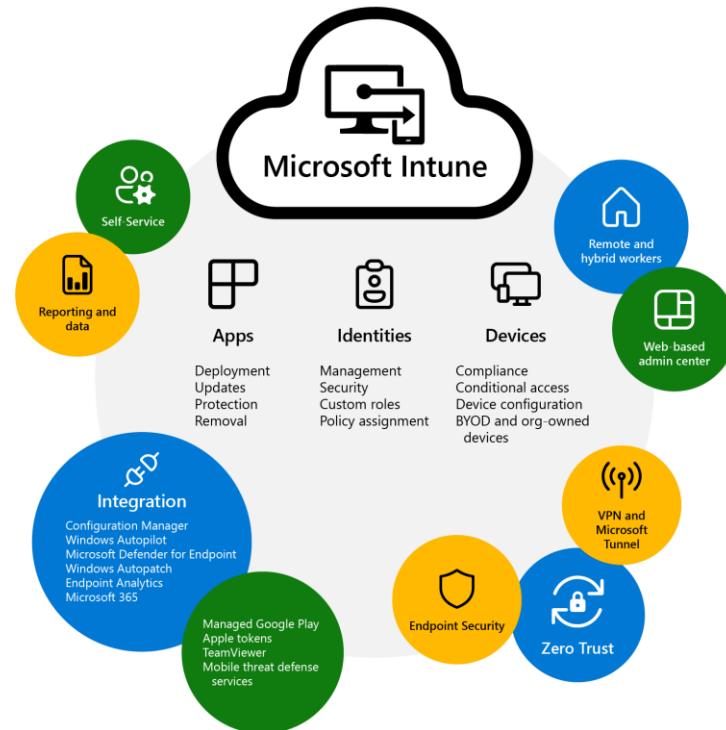 Microsoft Intune
Self-Service
Reporting and
data
Remote and
hybrid workers
Web-based
admin center
Apps
Deployment
Updates
Protection
Removal
Identities
Management
Security
Custom roles
Policy assignment
Devices
Compliance
Conditional access
Device configuration
BYOD and org-owned
devices
Integration
Configuration Manager
Windows Autopilot
Microsoft Defender for Endpoint
Windows Autopatch
Endpoint Analytics
Microsoft 365
Managed Google Play
Apple tokens
TeamViewer
Mobile threat defense
services
VPN and
Microsoft
Tunnel
Endpoint Security
Zero Trust